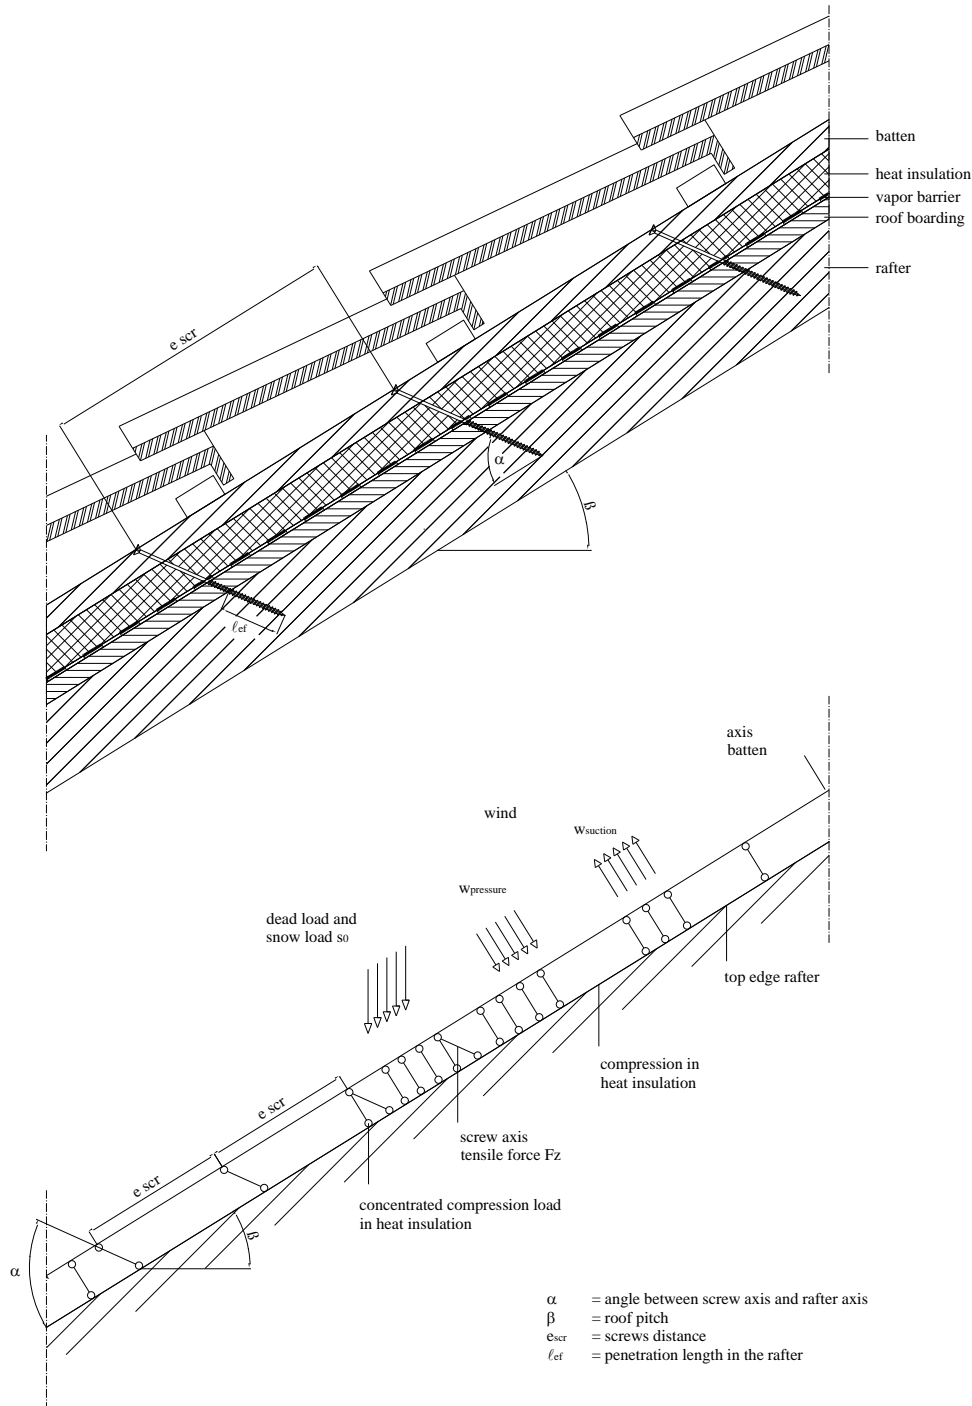 batten
heat insulation
vapor barrier
roof boarding
rafter
e scr
α
β
ℓef
axis
batten
wind
wsuction
wpressure
dead load and
snow load s0
top edge rafter
compression in
heat insulation
e scr
screw axis
tensile force Fz
e scr
concentrated compression load
in heat insulation
β
α
α = angle between screw axis and rafter axis
β = roof pitch
escr = screws distance
ℓef = penetration length in the rafter